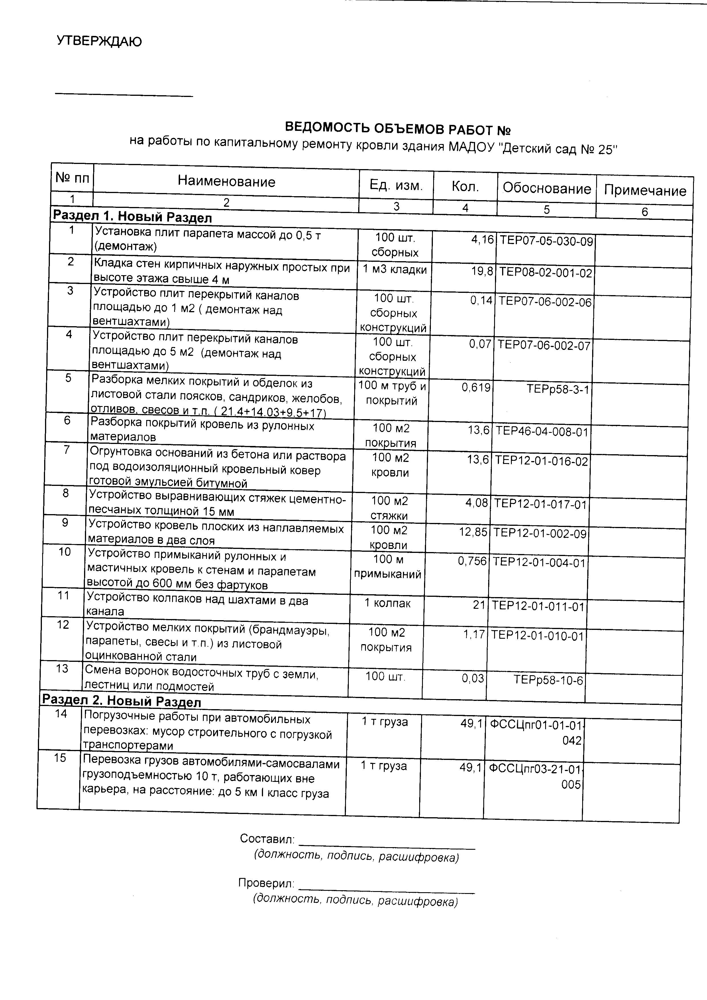 УТВЕРЖДАЮ
ВЕДОМОСТЬ ОБЪЕМОВ РАБОТ №
на работы по капитальному ремонту кровли здания МАДОУ "Детский сад № 25"
№ пп Наименование Ед. изм. Кол. Обоснование Примечание
1 2 3 4 5 6
Раздел 1. Новый Раздел
1 Установка плит парапета массой до 0,5 т 100 шт. 4,16 ТЕР07-05-030-09
(демонтаж) сборных
2 Кладка стен кирпичных наружных простых при 1 м3 кладки 19,8 ТЕР08-02-001-02
высоте этажа свыше 4 м
3 Устройство плит перекрытий каналов 100 шт. 0,14 ТЕР07-06-002-06
площадью до 1 м2 ( демонтаж над сборных
вентшахтами) конструкций
4 Устройство плит перекрытий каналов 100 шт. 0,07 ТЕР07-06-002-07
площадью до 5 м2 (демонтаж над сборных
вентшахтами) конструкций
5 Разборка мелких покрытий и обделок из 100 м труб и 0,619 ТЕРр58-3-1
листовой стали поясков, сандриков, желобов, покрытий
отливов, свесов и т.п. ( 21.4+14.03+9.5+17)
6 Разборка покрытий кровель из рулонных 100 м2 13,6 ТЕР46-04-008-01
материалов покрытия
7 Огрунтовка оснований из бетона или раствора 100 м2 13,6 ТЕР12-01-016-02
под водоизоляционный кровельный ковер кровли
готовой эмульсией битумной
8 Устройство выравнивающих стяжек цементно- 100 м2 4,08 ТЕР12-01-017-01
песчаных толщиной 15 мм стяжки
9 Устройство кровель плоских из наплавляемых 100 м2 12,85 ТЕР12-01-002-09
материалов в два слоя кровли
10 Устройство примыканий рулонных и 100 м 0,756 ТЕР12-01-004-01
мастичных кровель к стенам и парапетам примыканий
высотой до 600 мм без фартуков
11 Устройство колпаков над шахтами в два 1 колпак 21 ТЕР12-01-011-01
канала
12 Устройство мелких покрытий (брандмауэры, 100 м2 1,17 ТЕР12-01-010-01
парапеты, свесы и т.п.) из листовой покрытия
оцинкованной стали
13 Смена воронок водосточных труб с земли, 100 шт. 0,03 ТЕРр58-10-6
лестниц или подмостей
Раздел 2. Новый Раздел
14 Погрузочные работы при автомобильных 1 т груза 49,1 ФССЦпг01-01-01-
перевозках: мусор строительного с погрузкой 042
транспортерами
15 Перевозка грузов автомобилями-самосвалами 1 т груза 49,1 ФССЦпг03-21-01-
грузоподъемностью 10 т, работающих вне 005
карьера, на расстояние: до 5 км I класс груза
Составил:
(должность, подпись, расшифровка)
Проверил:
(должность, подпись, расшифровка)